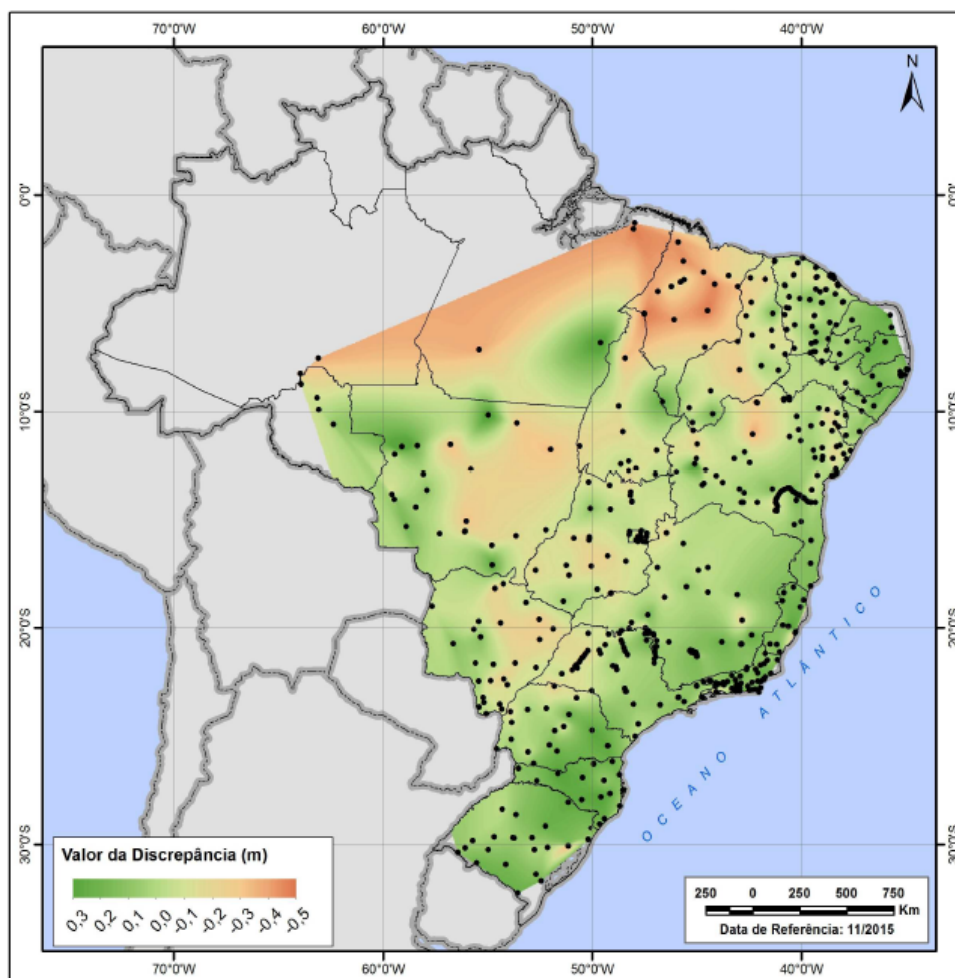 70°0'W 60°0'W 50°0'W 40°0'W
N
0°0' 0°0'
10°0'S 10°0'S
20°0'S 20°0'S
30°0'S 30°0'S
OCEANO ATLÂNTICO
Valor da Discrepância (m)
0,3 0,2 0,1 0,0 -0,1 -0,2 -0,3 -0,4 -0,5
250 0 250 500 750
Km
Data de Referência: 11/2015
70°0'W 60°0'W 50°0'W 40°0'W